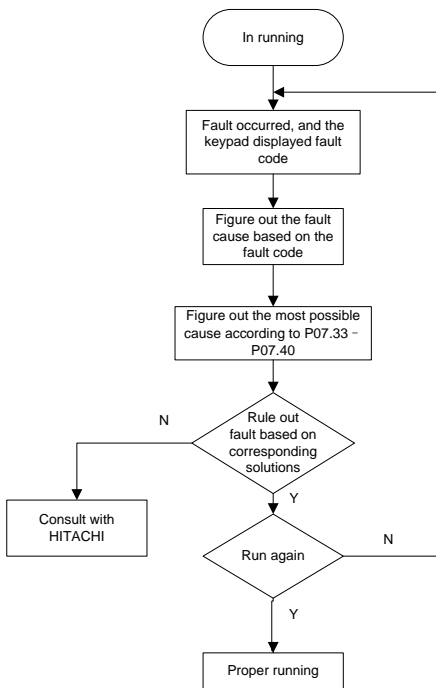 In running
Fault occurred, and the
keypad displayed fault
code
Figure out the fault
cause based on the
fault code
Figure out the most possible
cause according to P07.33–
P07.40
N
Rule out
fault based on
corresponding
solutions
Y
Consult with
HITACHI
Run again
N
Y
Proper running